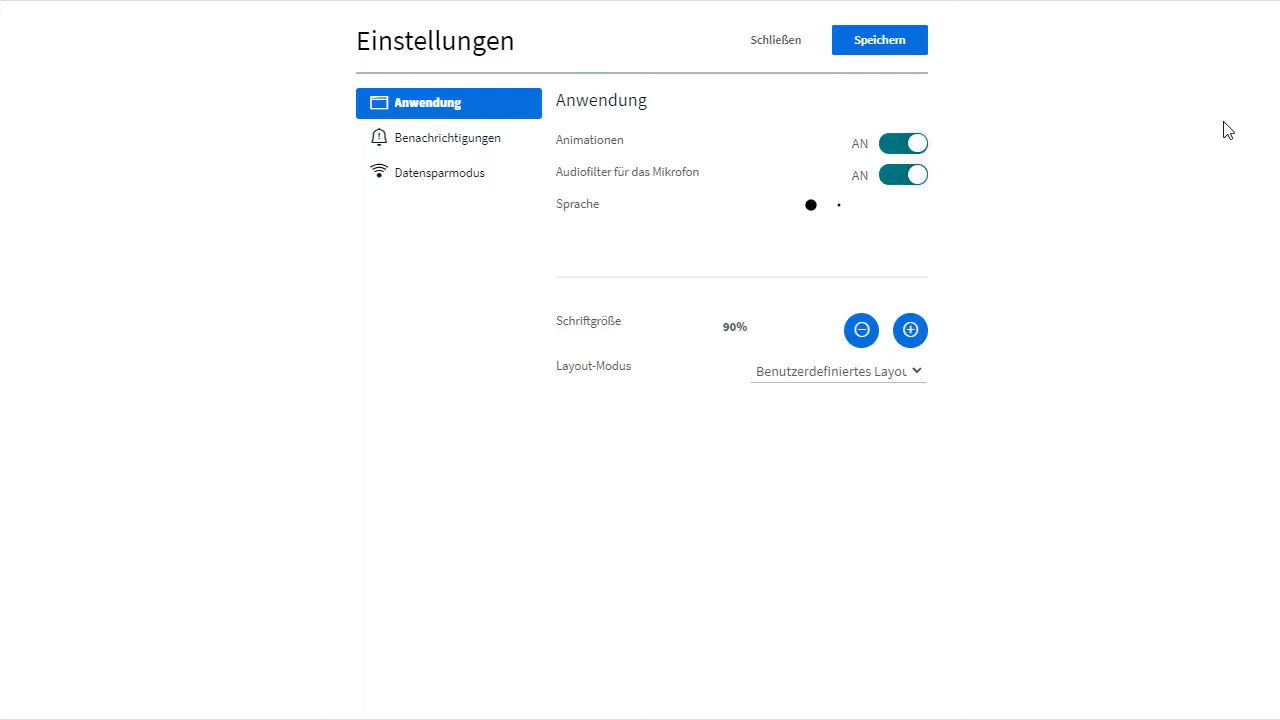 Einstellungen
Schließen
Speichern
Anwendung
Benachrichtigungen
Datensparmodus
Anwendung
Animationen AN
Audiofilter für das Mikrofon AN
Sprache
Schriftgröße 90%
Layout-Modus Benutzerdefiniertes Layou